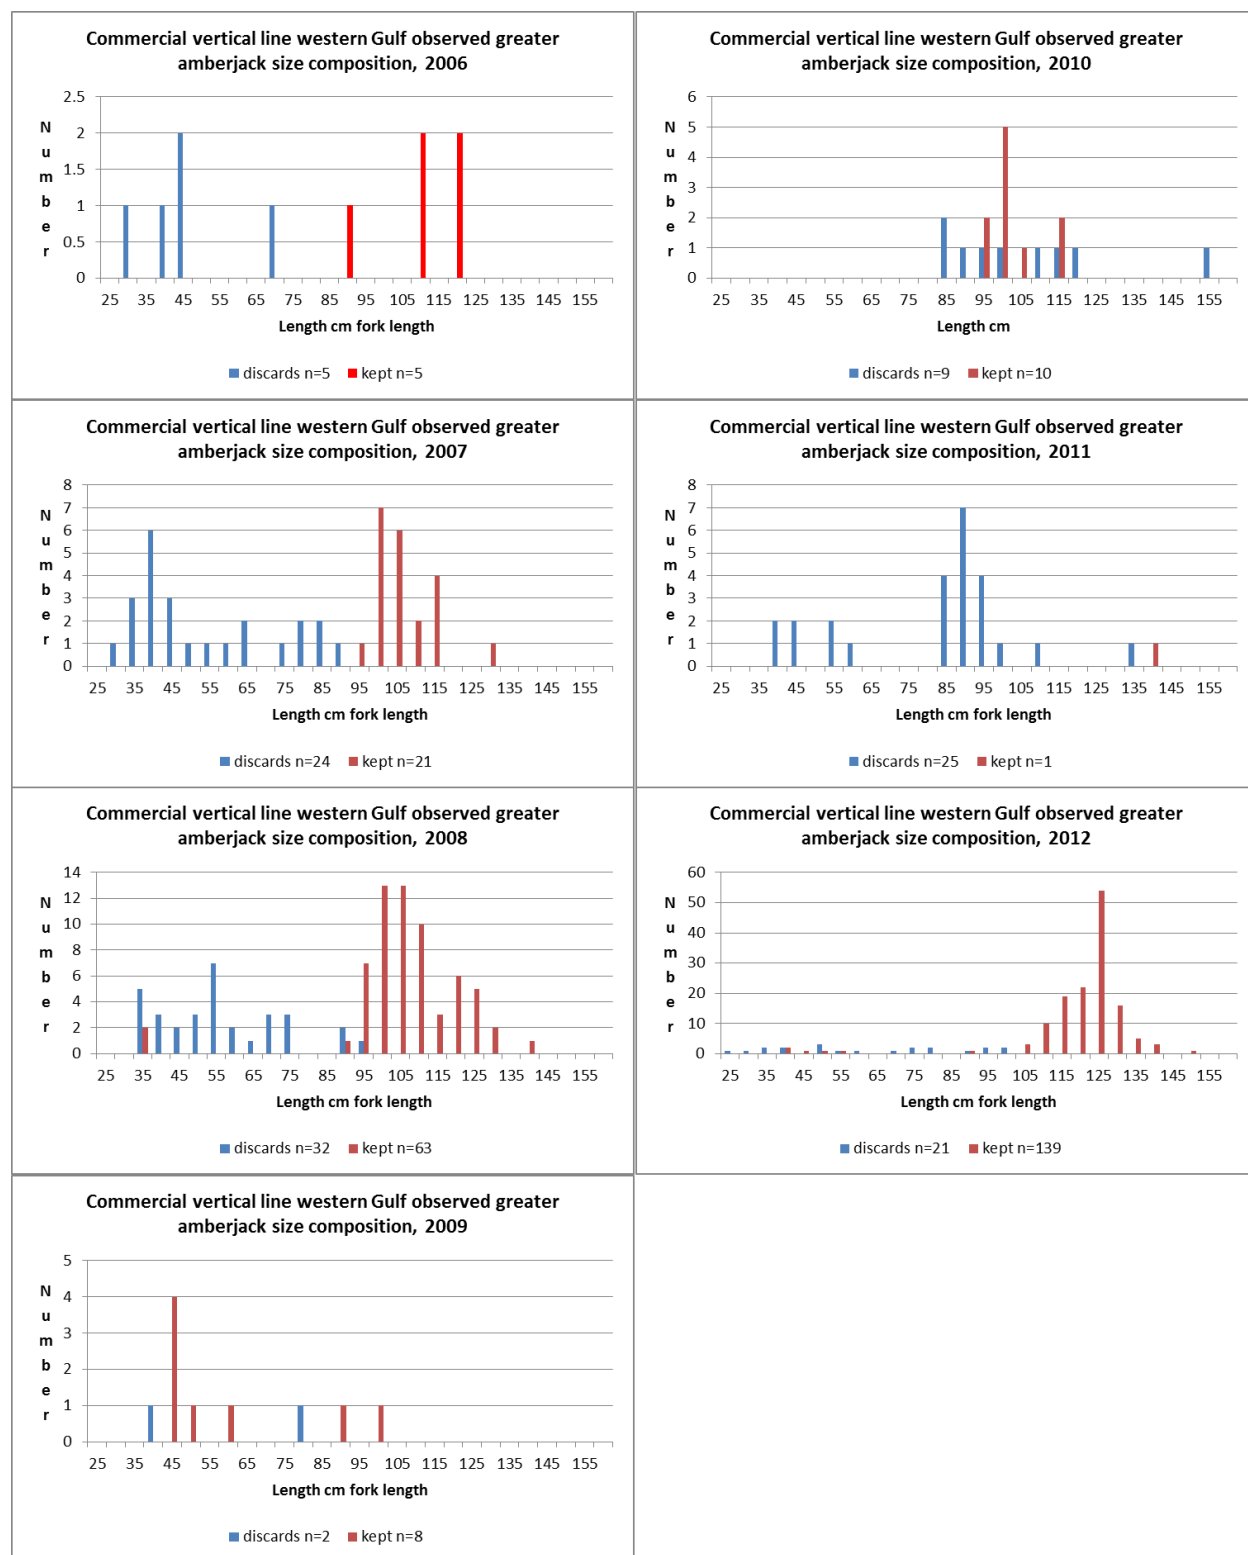 Commercial vertical line western Gulf observed greater
amberjack size composition, 2006
2.5
2
1.5
1
0.5
0
Number
25 35 45 55 65 75 85 95 105 115 125 135 145 155
Length cm fork length
discards n=5 kept n=5
Commercial vertical line western Gulf observed greater
amberjack size composition, 2010
6
5
4
3
2
1
0
Number
25 35 45 55 65 75 85 95 105 115 125 135 145 155
Length cm
discards n=9 kept n=10
Commercial vertical line western Gulf observed greater
amberjack size composition, 2007
8
7
6
5
4
3
2
1
0
Number
25 35 45 55 65 75 85 95 105 115 125 135 145 155
Length cm fork length
discards n=24 kept n=21
Commercial vertical line western Gulf observed greater
amberjack size composition, 2011
8
7
6
5
4
3
2
1
0
Number
25 35 45 55 65 75 85 95 105 115 125 135 145 155
Length cm fork length
discards n=25 kept n=1
Commercial vertical line western Gulf observed greater
amberjack size composition, 2008
14
12
10
8
6
4
2
0
Number
25 35 45 55 65 75 85 95 105 115 125 135 145 155
Length cm fork length
discards n=32 kept n=63
Commercial vertical line western Gulf observed greater
amberjack size composition, 2012
60
50
40
30
20
10
0
Number
25 35 45 55 65 75 85 95 105 115 125 135 145 155
Length cm fork length
discards n=21 kept n=139
Commercial vertical line western Gulf observed greater
amberjack size composition, 2009
5
4
3
2
1
0
Number
25 35 45 55 65 75 85 95 105 115 125 135 145 155
Length cm fork length
discards n=2 kept n=8